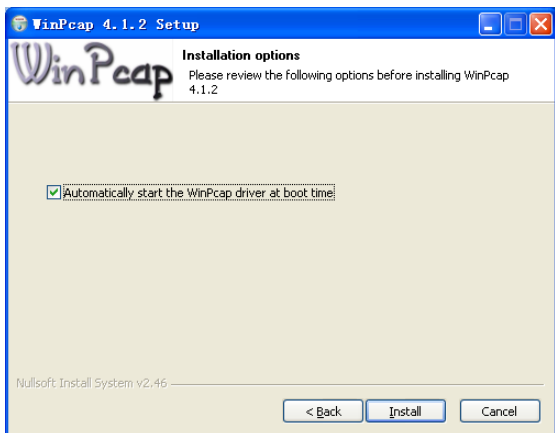 WinPcap 4.1.2 Setup
WinPcap
Installation options
Please review the following options before installing WinPcap
4.1.2
Automatically start the WinPcap driver at boot time
Nullsoft Install System v2.46
< Back
Install
Cancel